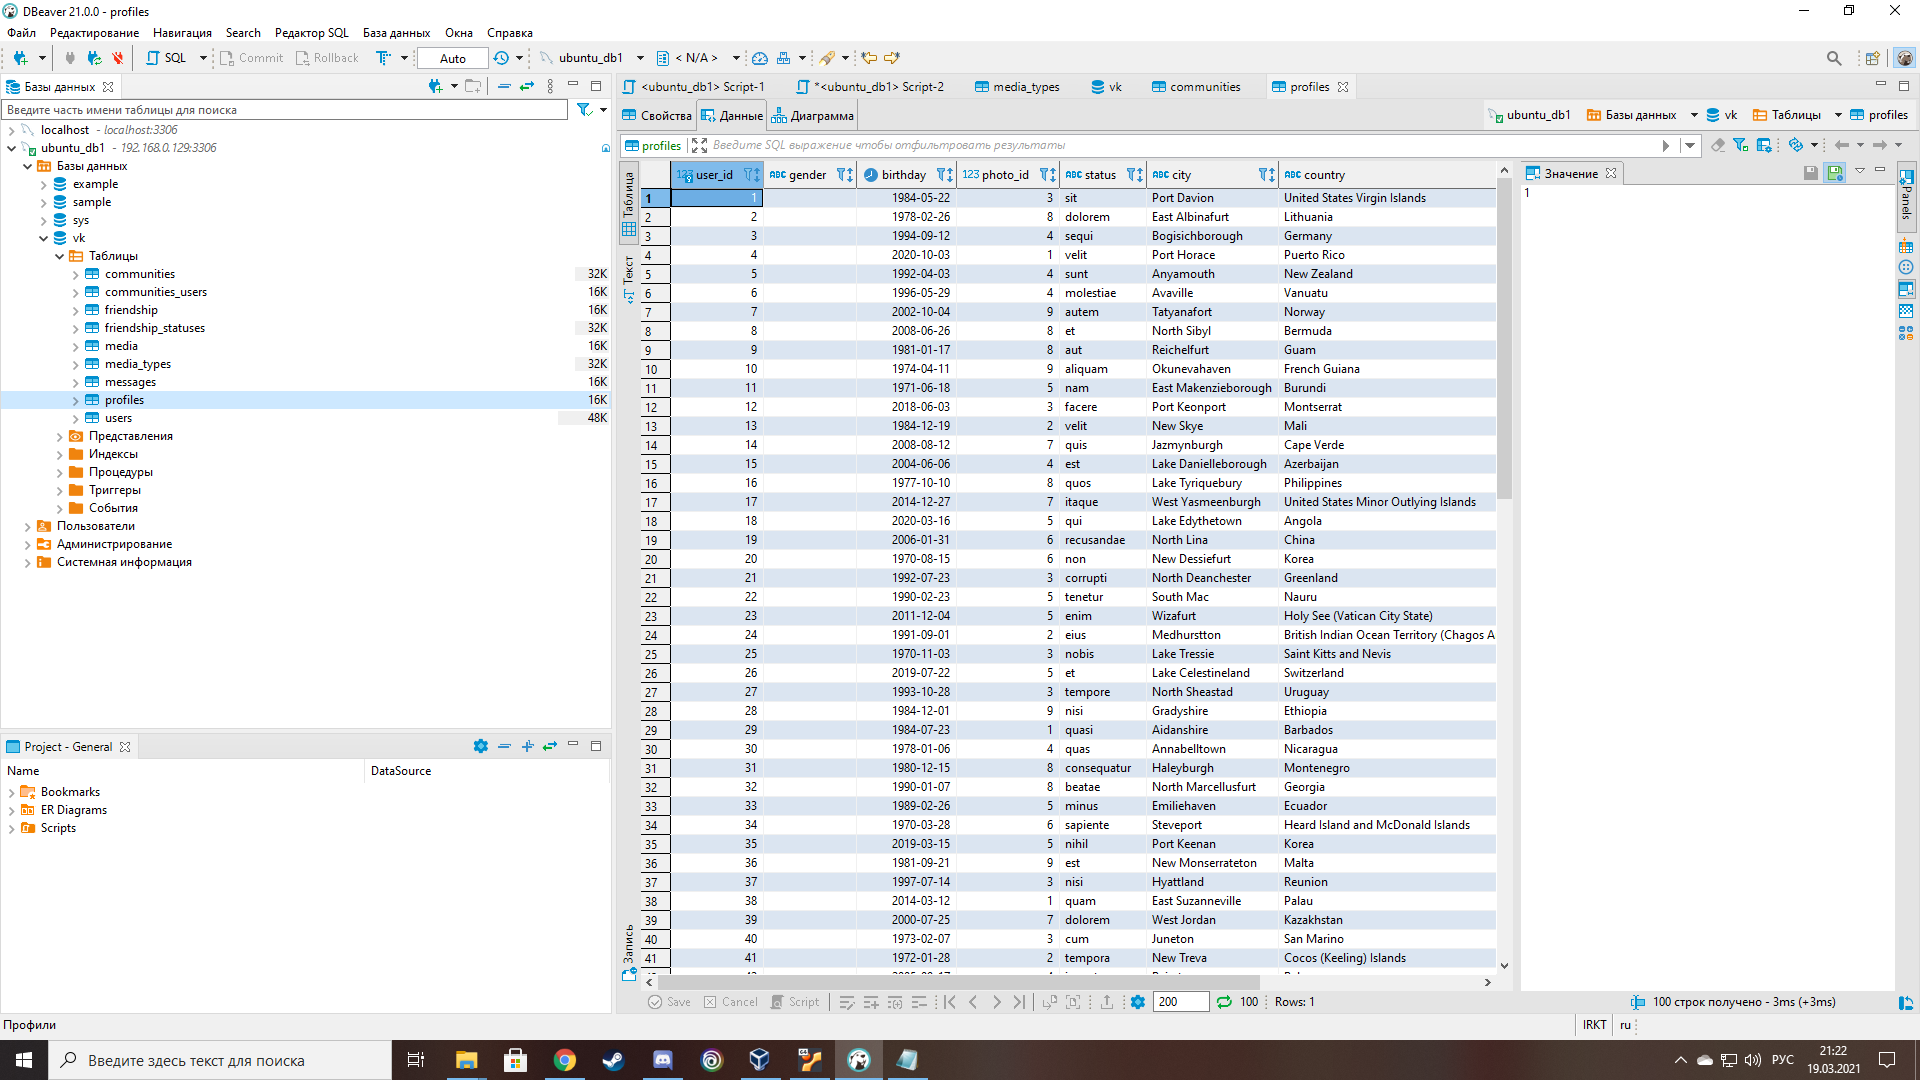 DBeaver 21.0.0 - profiles
Файл Редактирование Навигация Search Редактор SQL База данных Окна Справка
SQL Commit Rollback Auto ubuntu_db1 < N/A >
Базы данных
Введите часть имени таблицы для поиска
localhost - localhost:3306
ubuntu_db1 - 192.168.0.129:3306
Базы данных
example
sample
sys
vk
Таблицы
communities 32K
communities_users 16K
friendship 16K
friendship_statuses 32K
media 16K
media_types 32K
messages 16K
profiles 16K
users 48K
Представления
Индексы
Процедуры
Триггеры
События
Пользователи
Администрирование
Системная информация
Project - General
Name DataSource
Bookmarks
ER Diagrams
Scripts
<ubuntu_db1> Script-1 *<ubuntu_db1> Script-2 media_types vk communities profiles
Свойства Данные Диаграмма ubuntu_db1 Базы данных vk Таблицы profiles
profiles Введите SQL выражение чтобы отфильтровать результаты
Таблица
Текст
Запись
123 user_id ABC gender birthday 123 photo_id ABC status ABC city ABC country
1 1 1984-05-22 3 sit Port Davion United States Virgin Islands
2 2 1978-02-26 8 dolorem East Albinafurt Lithuania
3 3 1994-09-12 4 sequi Bogisichborough Germany
4 4 2020-10-03 1 velit Port Horace Puerto Rico
5 5 1992-04-03 4 sunt Anyamouth New Zealand
6 6 1996-05-29 4 molestiae Avaville Vanuatu
7 7 2002-10-04 9 autem Tatyanafort Norway
8 8 2008-06-26 8 et North Sibyl Bermuda
9 9 1981-01-17 8 aut Reichelfurt Guam
10 10 1974-04-11 9 aliquam Okunevahaven French Guiana
11 11 1971-06-18 5 nam East Makenzieborough Burundi
12 12 2018-06-03 3 facere Port Keonport Montserrat
13 13 1984-12-19 2 velit New Skye Mali
14 14 2008-08-12 7 quis Jazmynburgh Cape Verde
15 15 2004-06-06 4 est Lake Danielleborough Azerbaijan
16 16 1977-10-10 8 quos Lake Tyriquebury Philippines
17 17 2014-12-27 7 itaque West Yasmeenburgh United States Minor Outlying Islands
18 18 2020-03-16 5 qui Lake Edythetown Angola
19 19 2006-01-31 6 recusandae North Lina China
20 20 1970-08-15 6 non New Dessiefurt Korea
21 21 1992-07-23 3 corrupti North Deanchester Greenland
22 22 1990-02-23 5 tenetur South Mac Nauru
23 23 2011-12-04 5 enim Wizafurt Holy See (Vatican City State)
24 24 1991-09-01 2 eius Medhurstton British Indian Ocean Territory (Chagos A
25 25 1970-11-03 3 nobis Lake Tressie Saint Kitts and Nevis
26 26 2019-07-22 5 et Lake Celestineland Switzerland
27 27 1993-10-28 3 tempore North Sheastad Uruguay
28 28 1984-12-01 9 nisi Gradyshire Ethiopia
29 29 1984-07-23 1 quasi Aidanshire Barbados
30 30 1978-01-06 4 quas Annabelltown Nicaragua
31 31 1980-12-15 8 consequatur Haleyburgh Montenegro
32 32 1990-01-07 8 beatae North Marcellusfurt Georgia
33 33 1989-02-26 5 minus Emiliehaven Ecuador
34 34 1970-03-28 6 sapiente Steveport Heard Island and McDonald Islands
35 35 2019-03-15 5 nihil Port Keenan Korea
36 36 1981-09-21 9 est New Monserrateton Malta
37 37 1997-07-14 3 nisi Hyattland Reunion
38 38 2014-03-12 1 quam East Suzanneville Palau
39 39 2000-07-25 7 dolorem West Jordan Kazakhstan
40 40 1973-02-07 3 cum Juneton San Marino
41 41 1972-01-28 2 tempora New Treva Cocos (Keeling) Islands
Save Cancel Script 200 100 Rows: 1
Значение
1
Panels
100 строк получено - 3ms (+3ms)
Профили IRKT ru
Введите здесь текст для поиска
РУС 21:22
19.03.2021